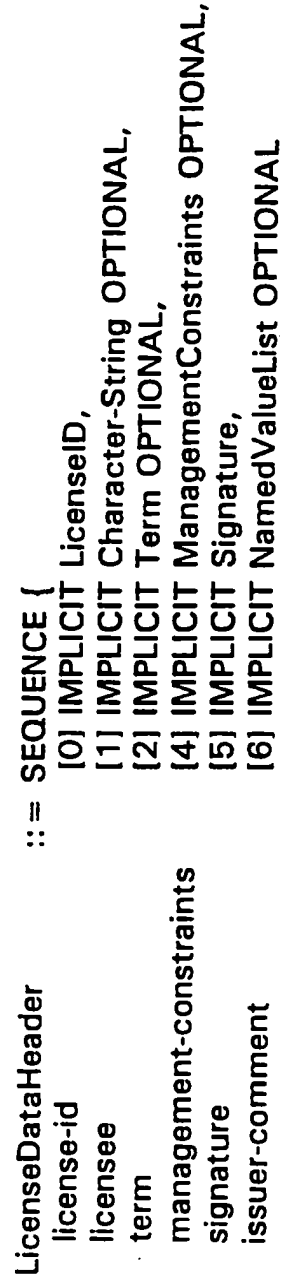 LicenseDataHeader ::= SEQUENCE {
license-id [0] IMPLICIT LicenseID,
licensee [1] IMPLICIT Character-String OPTIONAL,
term [2] IMPLICIT Term OPTIONAL,
management-constraints [4] IMPLICIT ManagementConstraints OPTIONAL,
signature [5] IMPLICIT Signature,
issuer-comment [6] IMPLICIT NamedValueList OPTIONAL